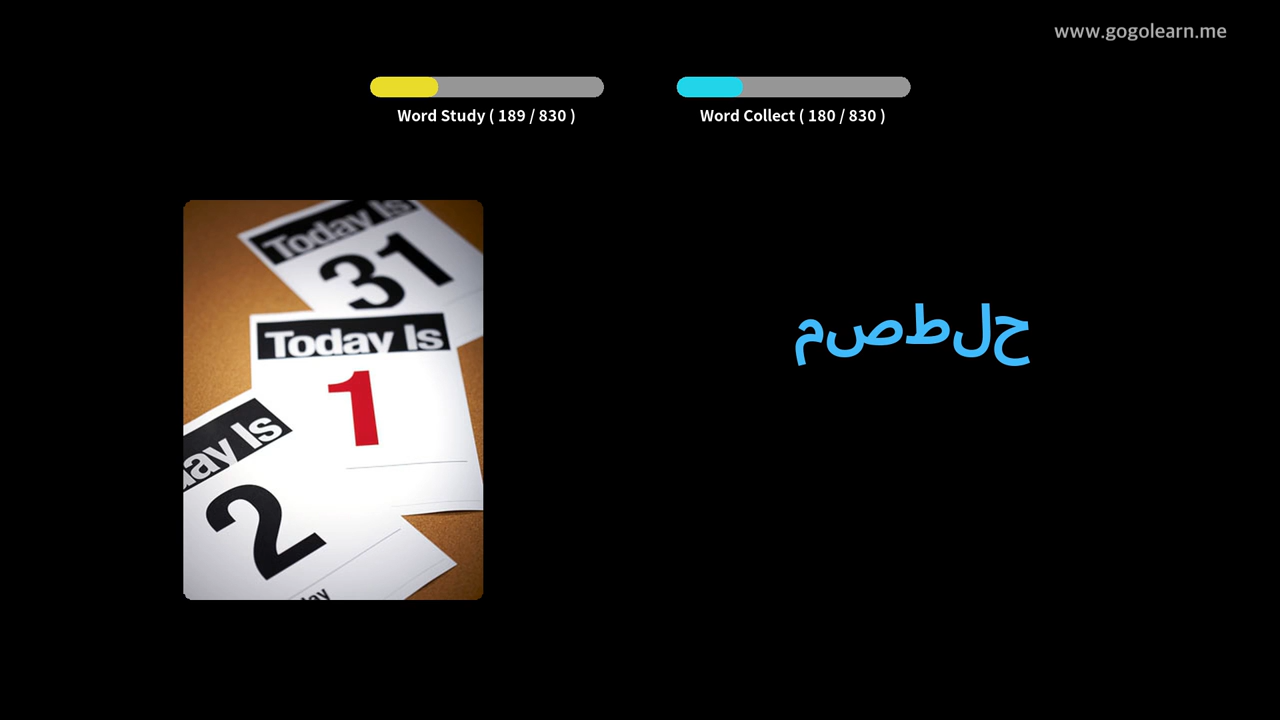 www.gogolearn.me
Word Study ( 189 / 830 )
Word Collect ( 180 / 830 )
Today Is
31
Today Is
1
ay Is
2
مصطلح